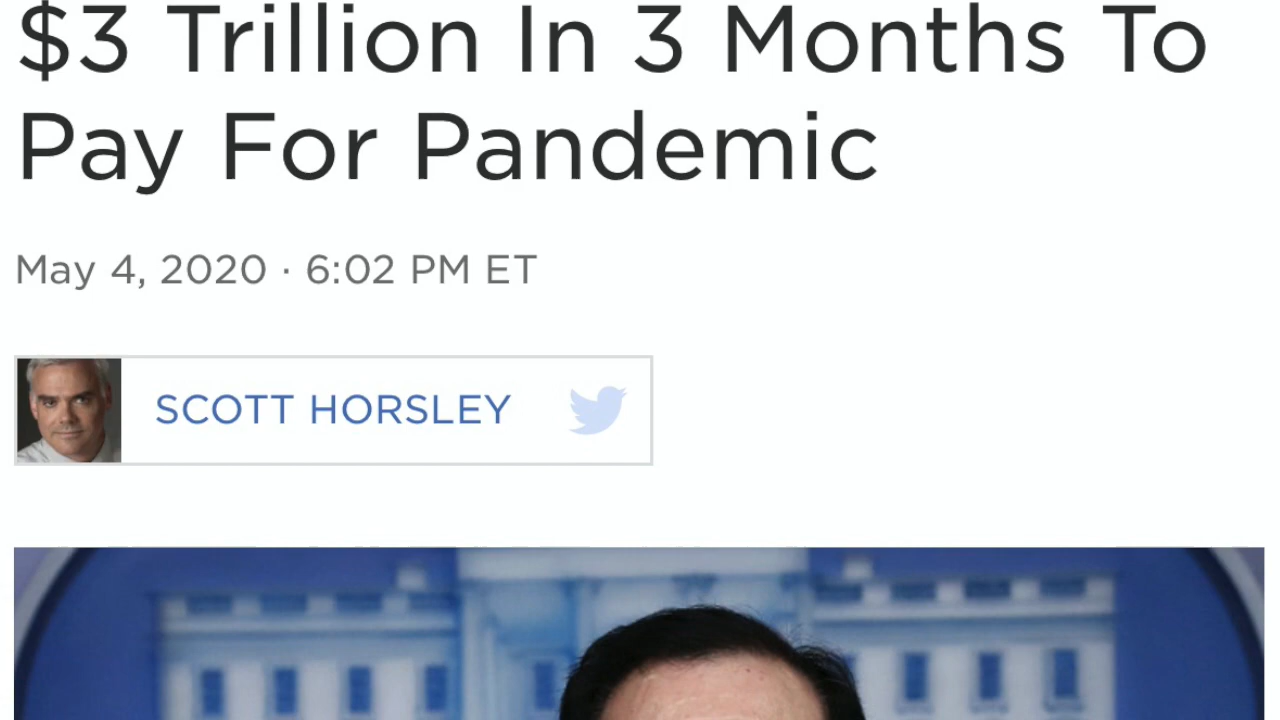 $3 Trillion In 3 Months To
Pay For Pandemic
May 4, 2020 · 6:02 PM ET
SCOTT HORSLEY